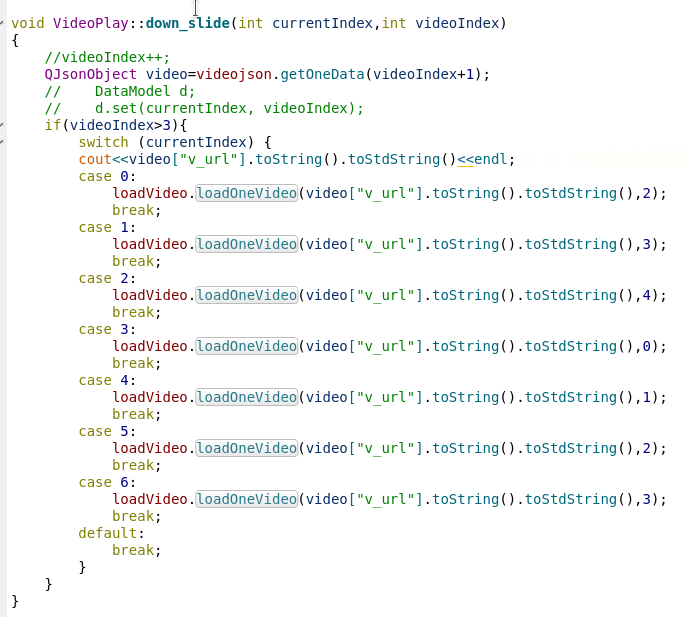 void VideoPlay::down_slide(int currentIndex,int videoIndex)
{
    //videoIndex++;
    QJsonObject video=videojson.getOneData(videoIndex+1);
    //    DataModel d;
    //    d.set(currentIndex, videoIndex);
    if(videoIndex>3){
        switch (currentIndex) {
        cout<<video["v_url"].toString().toStdString()<<endl;
        case 0:
            loadVideo.loadOneVideo(video["v_url"].toString().toStdString(),2);
            break;
        case 1:
            loadVideo.loadOneVideo(video["v_url"].toString().toStdString(),3);
            break;
        case 2:
            loadVideo.loadOneVideo(video["v_url"].toString().toStdString(),4);
            break;
        case 3:
            loadVideo.loadOneVideo(video["v_url"].toString().toStdString(),0);
            break;
        case 4:
            loadVideo.loadOneVideo(video["v_url"].toString().toStdString(),1);
            break;
        case 5:
            loadVideo.loadOneVideo(video["v_url"].toString().toStdString(),2);
            break;
        case 6:
            loadVideo.loadOneVideo(video["v_url"].toString().toStdString(),3);
            break;
        default:
            break;
        }
    }
}